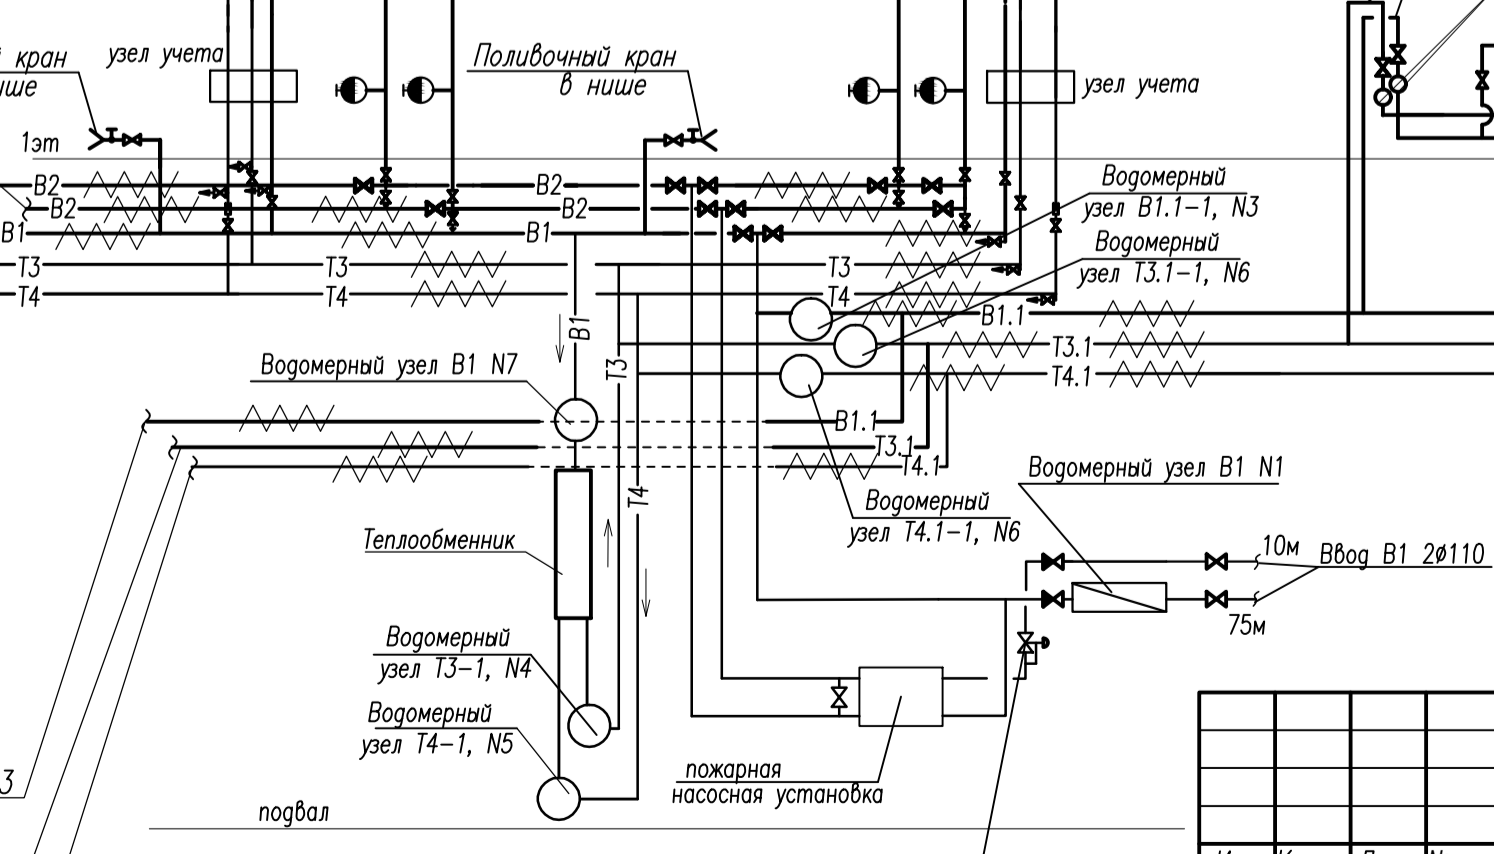 кран
узел учета
Поливочный кран
в нише
узел учета
1эт
В2
В2
В2
В2
В1
В1
Водомерный
узел В1.1-1, N3
Водомерный
узел Т3.1-1, N6
Т3
Т3
Т3
Т4
Т4
Т4
В1.1
В1
Т3.1
Т3
Т4.1
Водомерный узел В1 N7
В1.1
Т3.1
Т4.1
Водомерный узел В1 N1
Т4
Водомерный
узел Т4.1-1, N6
Теплообменник
10м
Ввод В1 2ø110
75м
Водомерный
узел Т3-1, N4
Водомерный
узел Т4-1, N5
3
пожарная
насосная установка
подвал